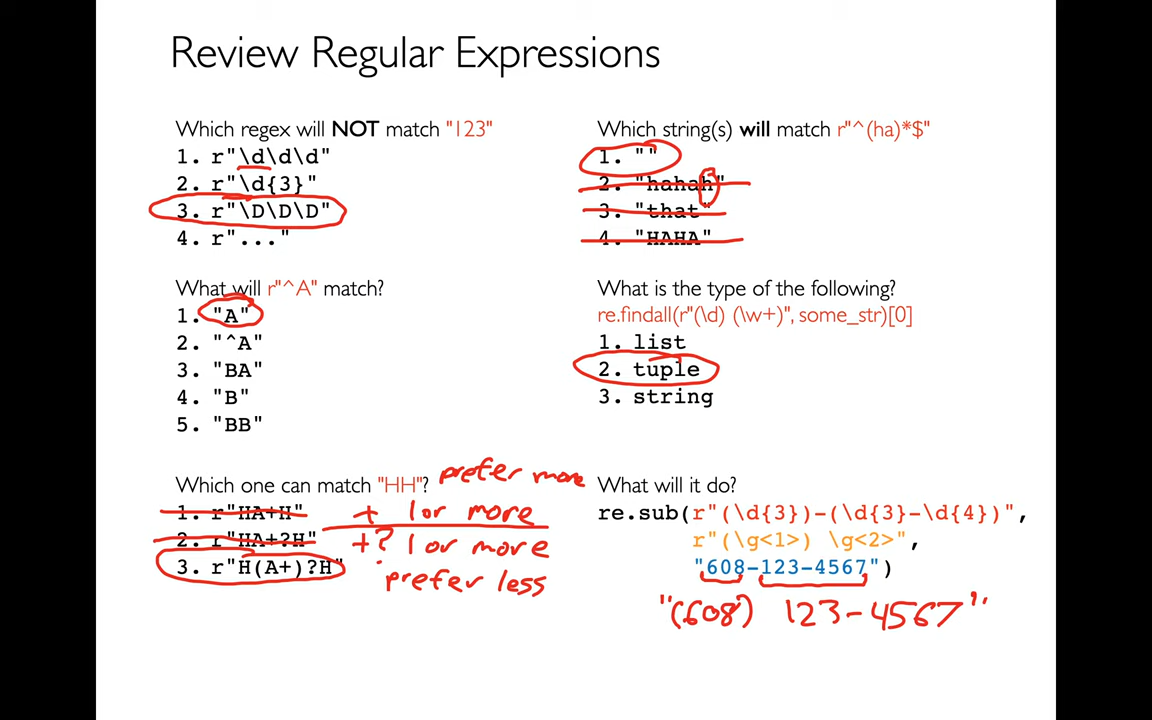 Review Regular Expressions
Which regex will NOT match "123"
1. r"\d\d\d"
2. r"\d{3}"
3. r"\D\D\D"
4. r"..."
Which string(s) will match r"^(ha)*$"
1. ""
2. "hahah"
3. "that"
4. "HAHA"
What will r"^A" match?
1. "A"
2. "^A"
3. "BA"
4. "B"
5. "BB"
What is the type of the following?
re.findall(r"(\d) (\w+)", some_str)[0]
1. list
2. tuple
3. string
Which one can match "HH"?
prefer more
1. r"HA+H"
+ 1 or more
2. r"HA+?H"
+? 1 or more
3. r"H(A+)?H"
prefer less
What will it do?
re.sub(r"(\d{3})-(\d{3}-\d{4})",
r"(\g<1>) \g<2>",
"608-123-4567")
"(608) 123-4567"